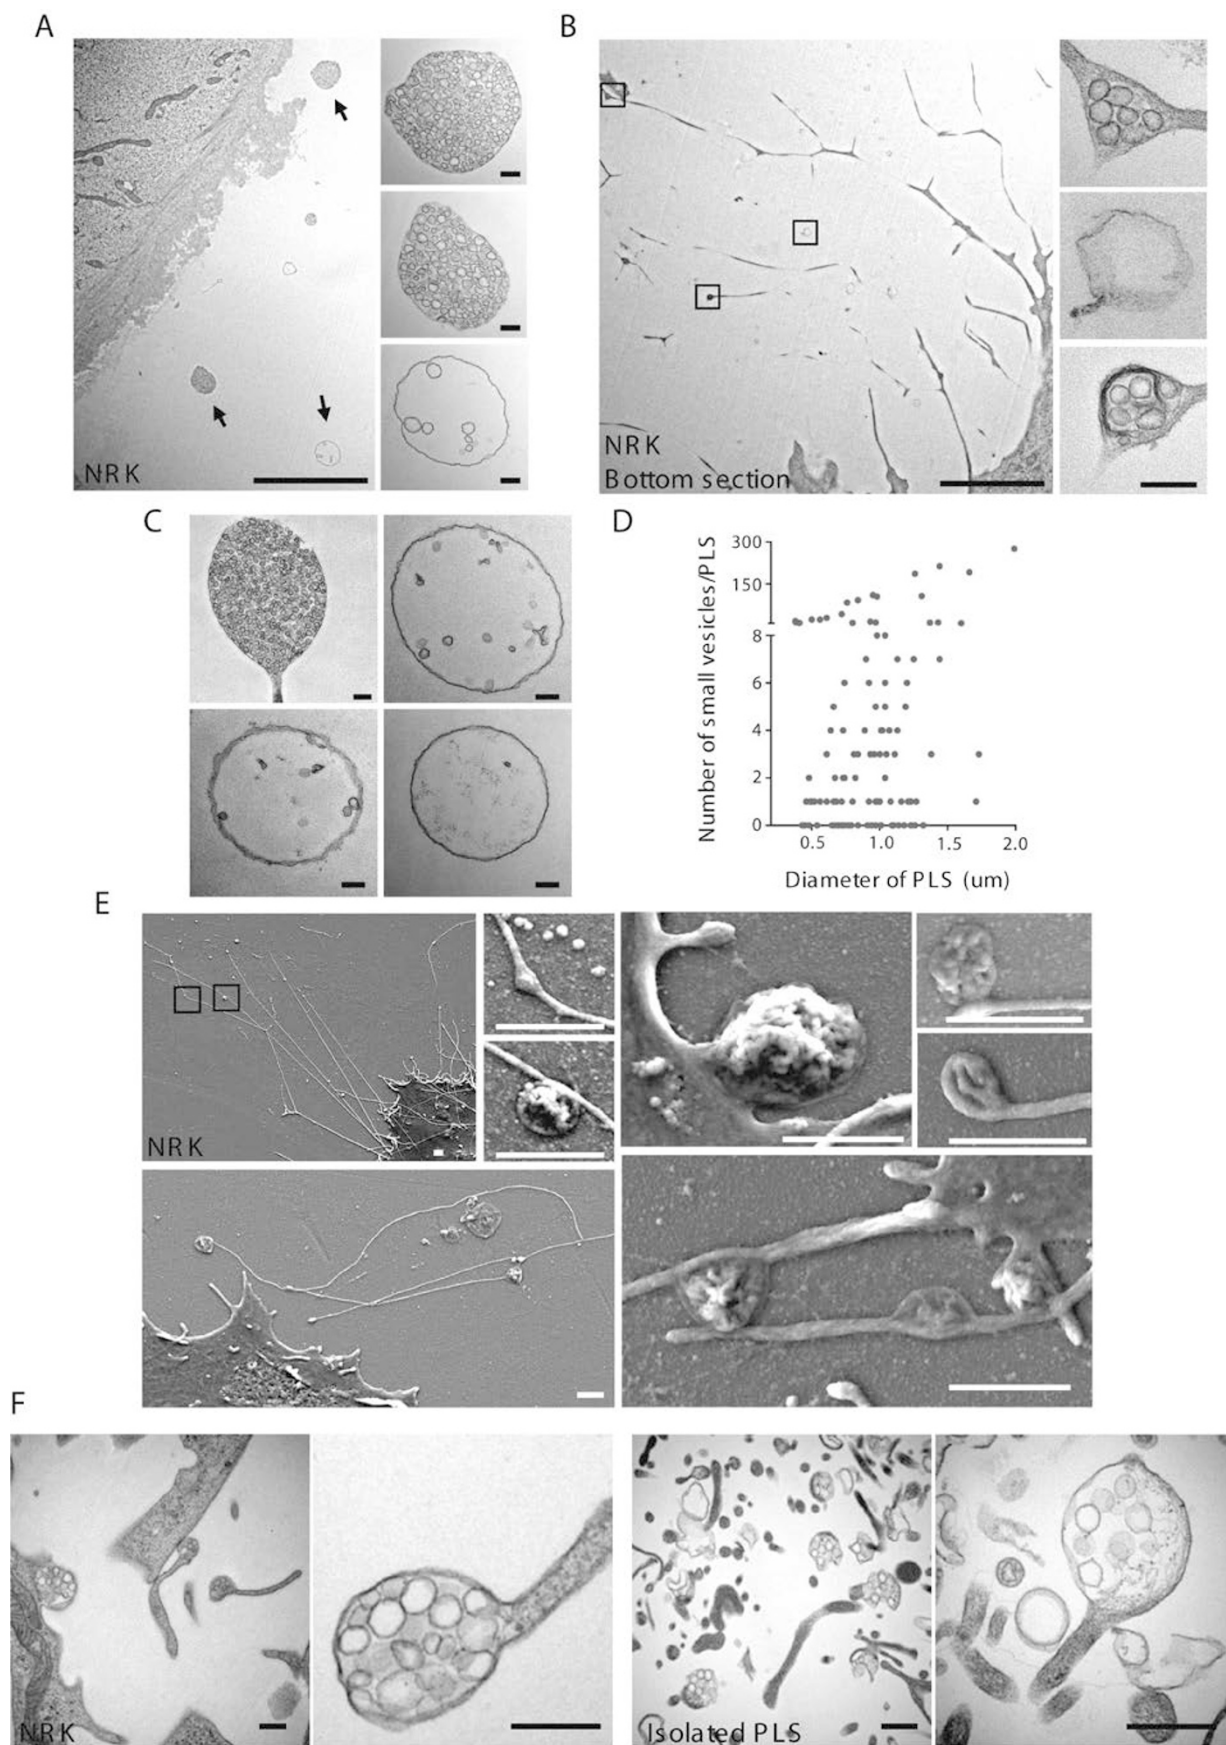 A
B
NRK
NRK
Bottom section
C
D
Number of small vesicles/PLS
300
150
8
6
4
2
0
0.5
1.0
1.5
2.0
Diameter of PLS (um)
E
NRK
F
NRK
Isolated PLS